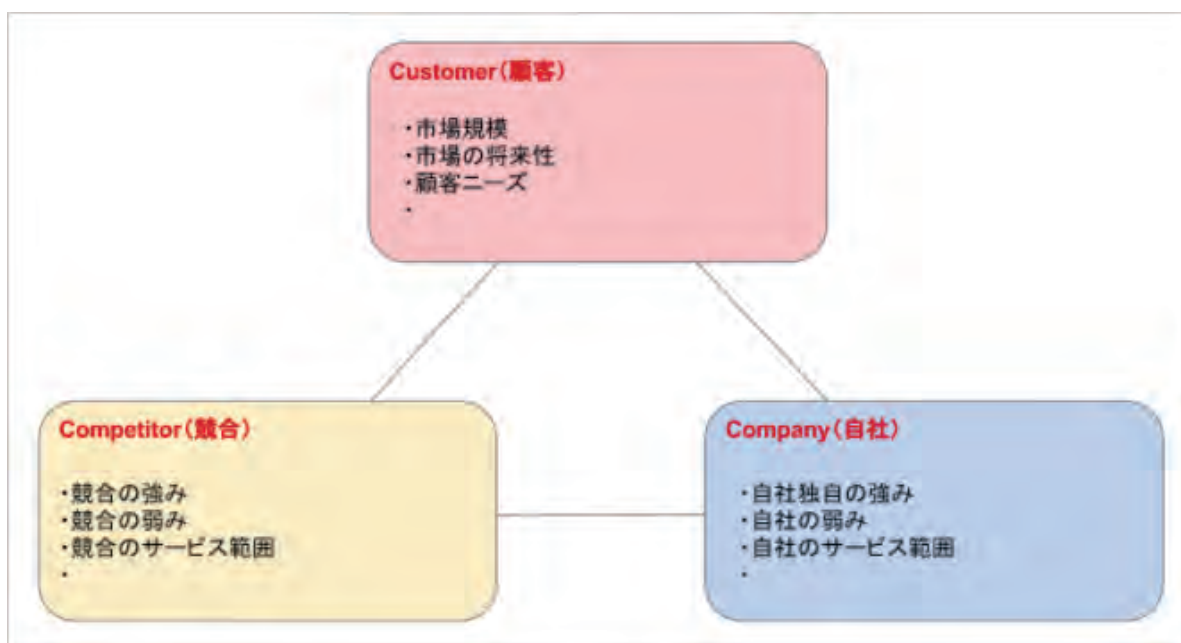 Customer(顧客)
・市場規模
・市場の将来性
・顧客ニーズ
・
Competitor(競合)
・競合の強み
・競合の弱み
・競合のサービス範囲
・
Company(自社)
・自社独自の強み
・自社の弱み
・自社のサービス範囲
・